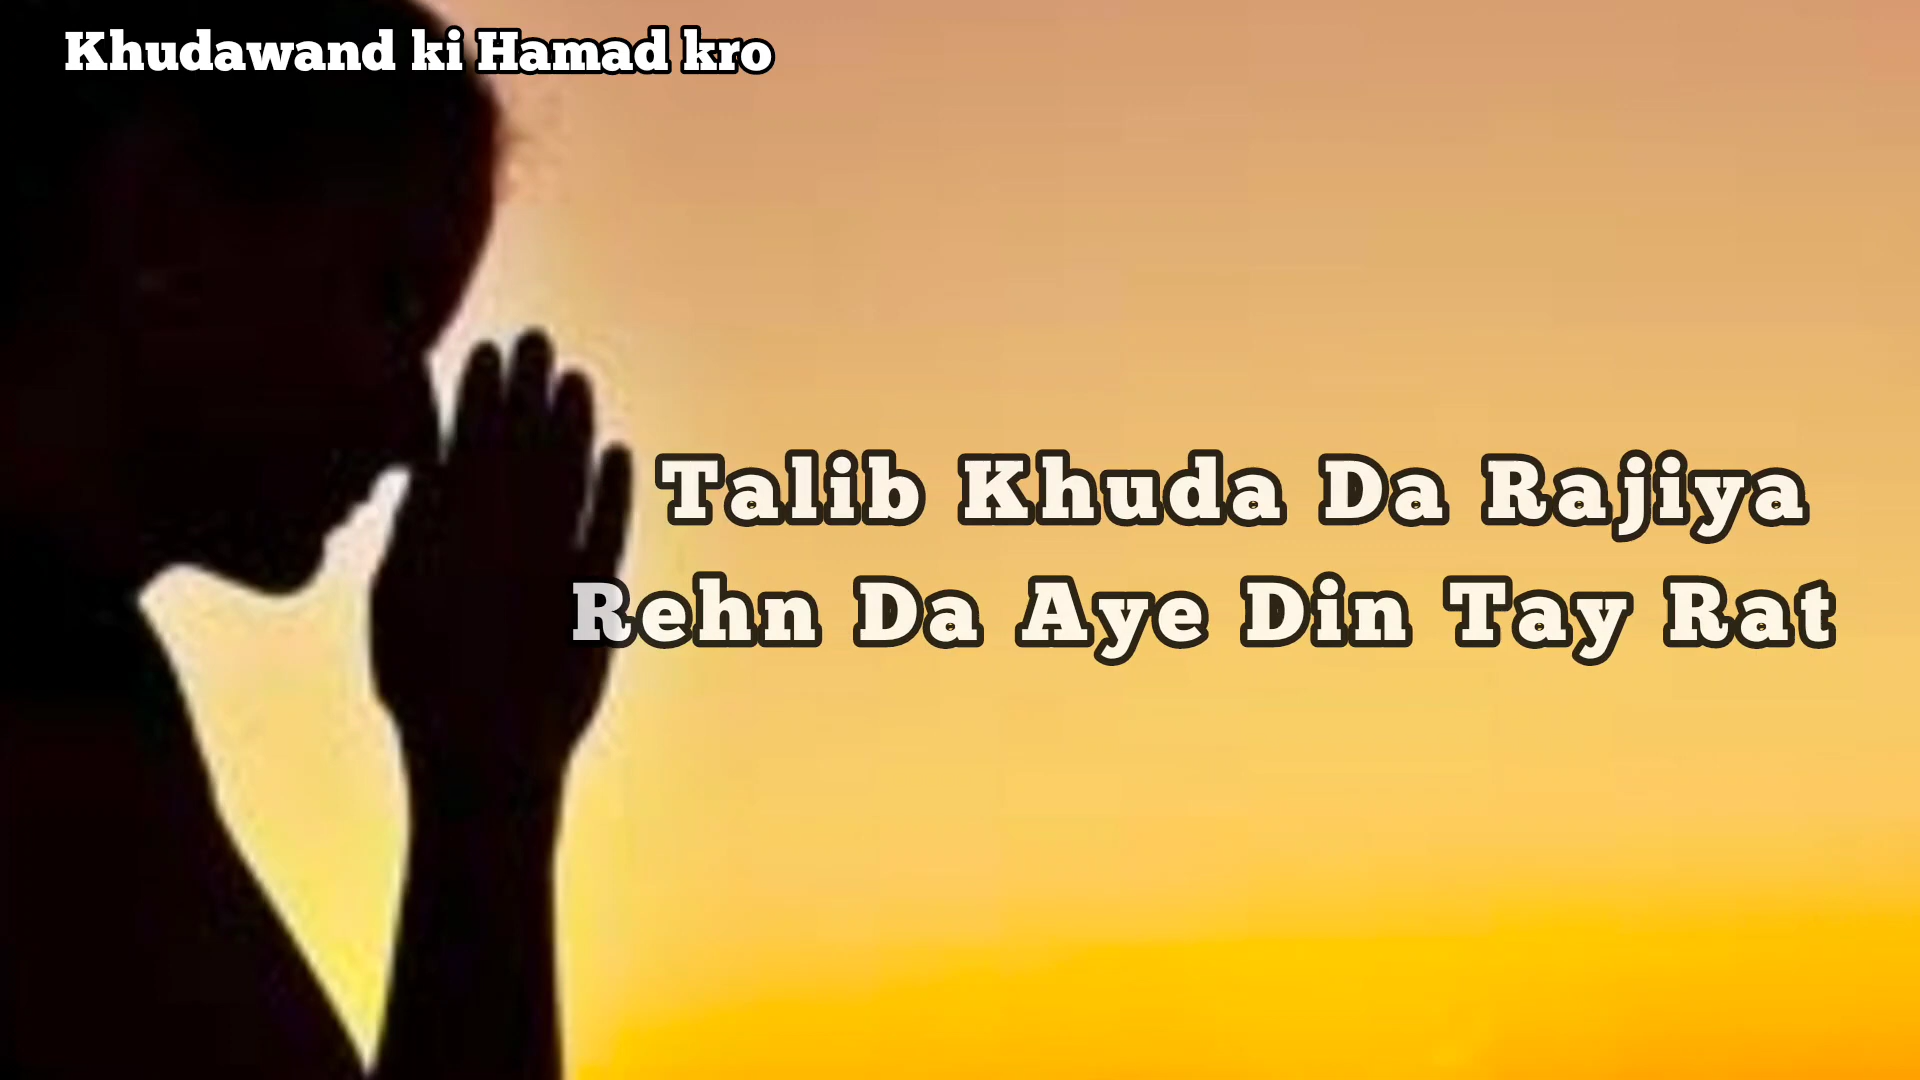 Khudawand ki Hamad kro
Talib Khuda Da Rajiya
Rehn Da Aye Din Tay Rat